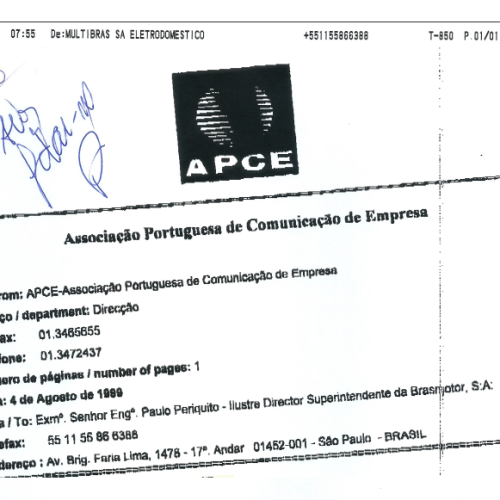 07:55 De:MULTIBRAS SA ELETRODOMESTICO +551155866388 T-850 P.01/01
APCE
Associação Portuguesa de Comunicação de Empresa
rom: APCE-Associação Portuguesa de Comunicação de Empresa
ço / department: Direcção
ax: 01.3465655
fone: 01.3472437
ero de páginas / number of pages: 1
a: 4 de Agosto de 1999
a / To: Exmº. Senhor Engº. Paulo Periquito - Ilustre Director Superintendente da Brasmotor, S:A:
efax: 55 11 55 86 6388
dereço : Av. Brig. Faria Lima, 1478 - 17º. Andar 01452-001 - São Paulo - BRASIL